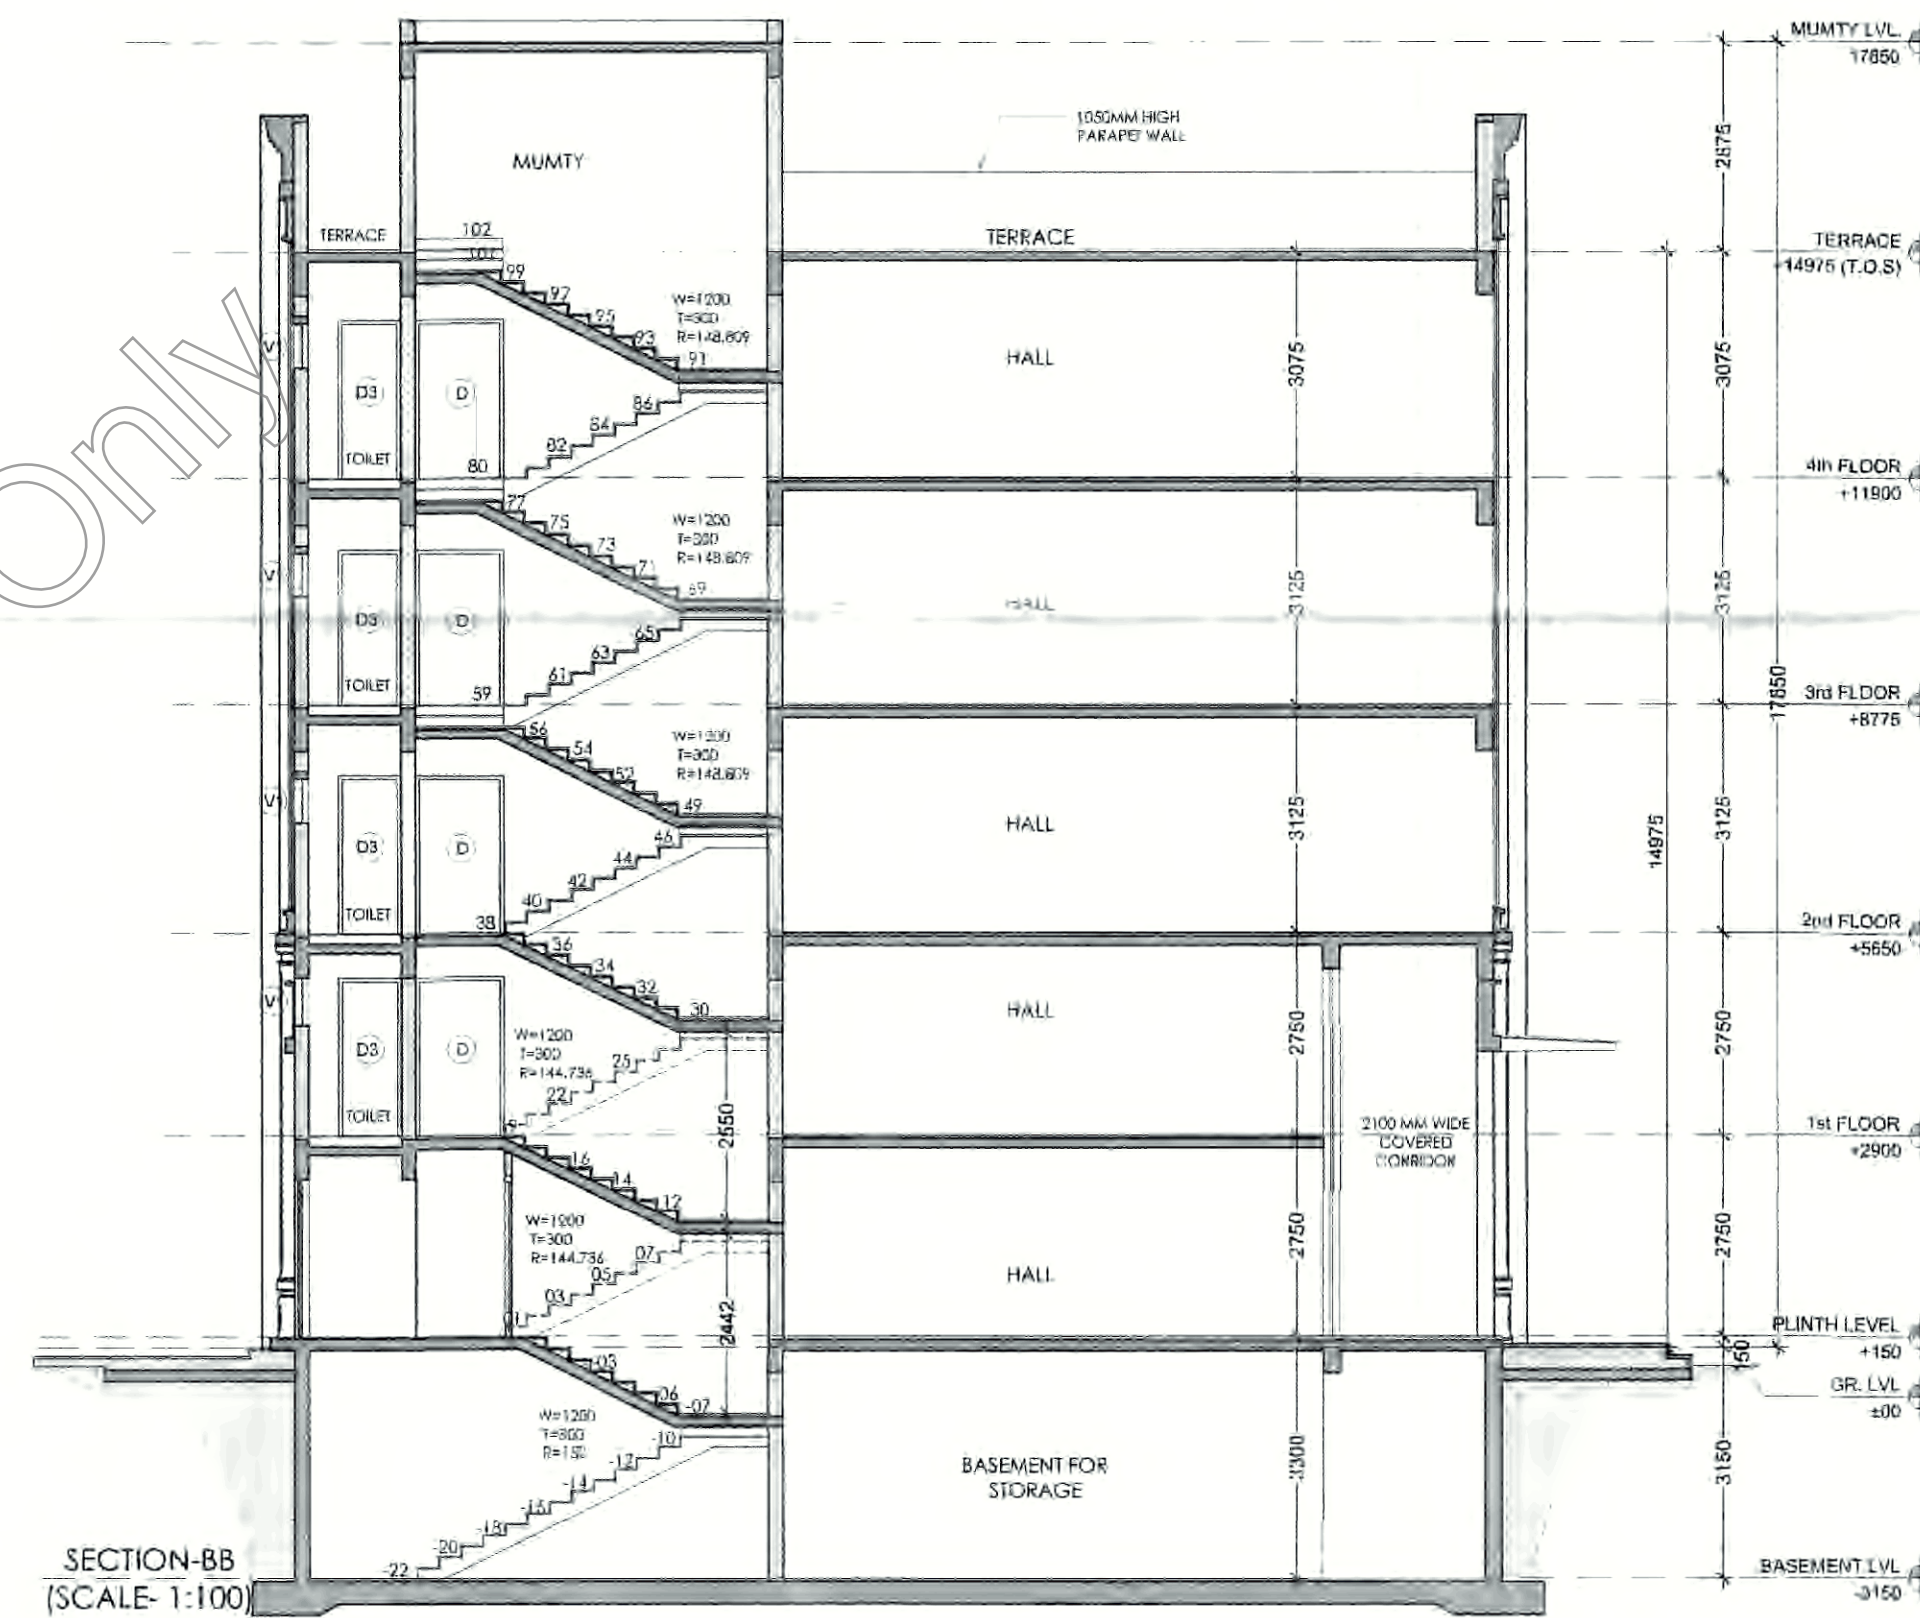 MUMTY LVL.
17850
1050MM HIGH
PARAPET WALL
2875
MUMTY
102
TERRACE
TERRACE
TERRACE
14975 (T.O.S)
101
99
97
95
93
91
W=1200
T=300
R=148.809
V
HALL
3075
3075
D3
D
86
84
82
80
TOILET
4th FLOOR
+11900
Only
77
75
73
71
69
W=1200
T=300
R=148.809
V
HALL
3125
3125
D3
D
65
63
61
59
TOILET
17850
3rd FLOOR
+8775
56
54
52
49
W=1200
T=300
R=148.809
V1
HALL
3125
3125
14975
D3
D
46
44
42
40
38
TOILET
2nd FLOOR
+5650
36
34
32
30
V
HALL
2750
2750
W=1200
T=300
R=144.736
D3
D
25
22
TOILET
2550
2100 MM WIDE
COVERED
CORRIDOR
1st FLOOR
+2900
16
14
12
W=1200
T=300
R=144.736
07
05
03
01
HALL
2750
2750
2442
PLINTH LEVEL
+150
150
GR. LVL
±00
-03
-06
-07
W=1200
T=300
R=150
-10
-12
-14
-16
-18
-20
-22
BASEMENT FOR
STORAGE
3300
3150
BASEMENT LVL
-3150
SECTION-BB
(SCALE- 1:100)